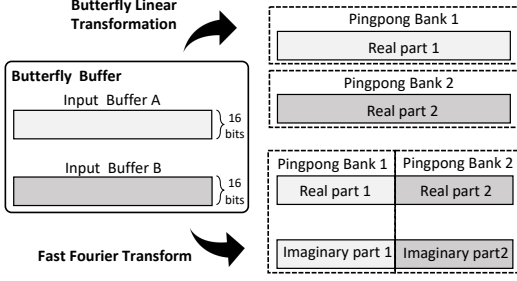 Butterfly Linear
Transformation
Butterfly Buffer
Input Buffer A
16
bits
Input Buffer B
16
bits
Fast Fourier Transform
Pingpong Bank 1
Real part 1
Pingpong Bank 2
Real part 2
Pingpong Bank 1 Pingpong Bank 2
Real part 1 Real part 2
Imaginary part 1 Imaginary part2